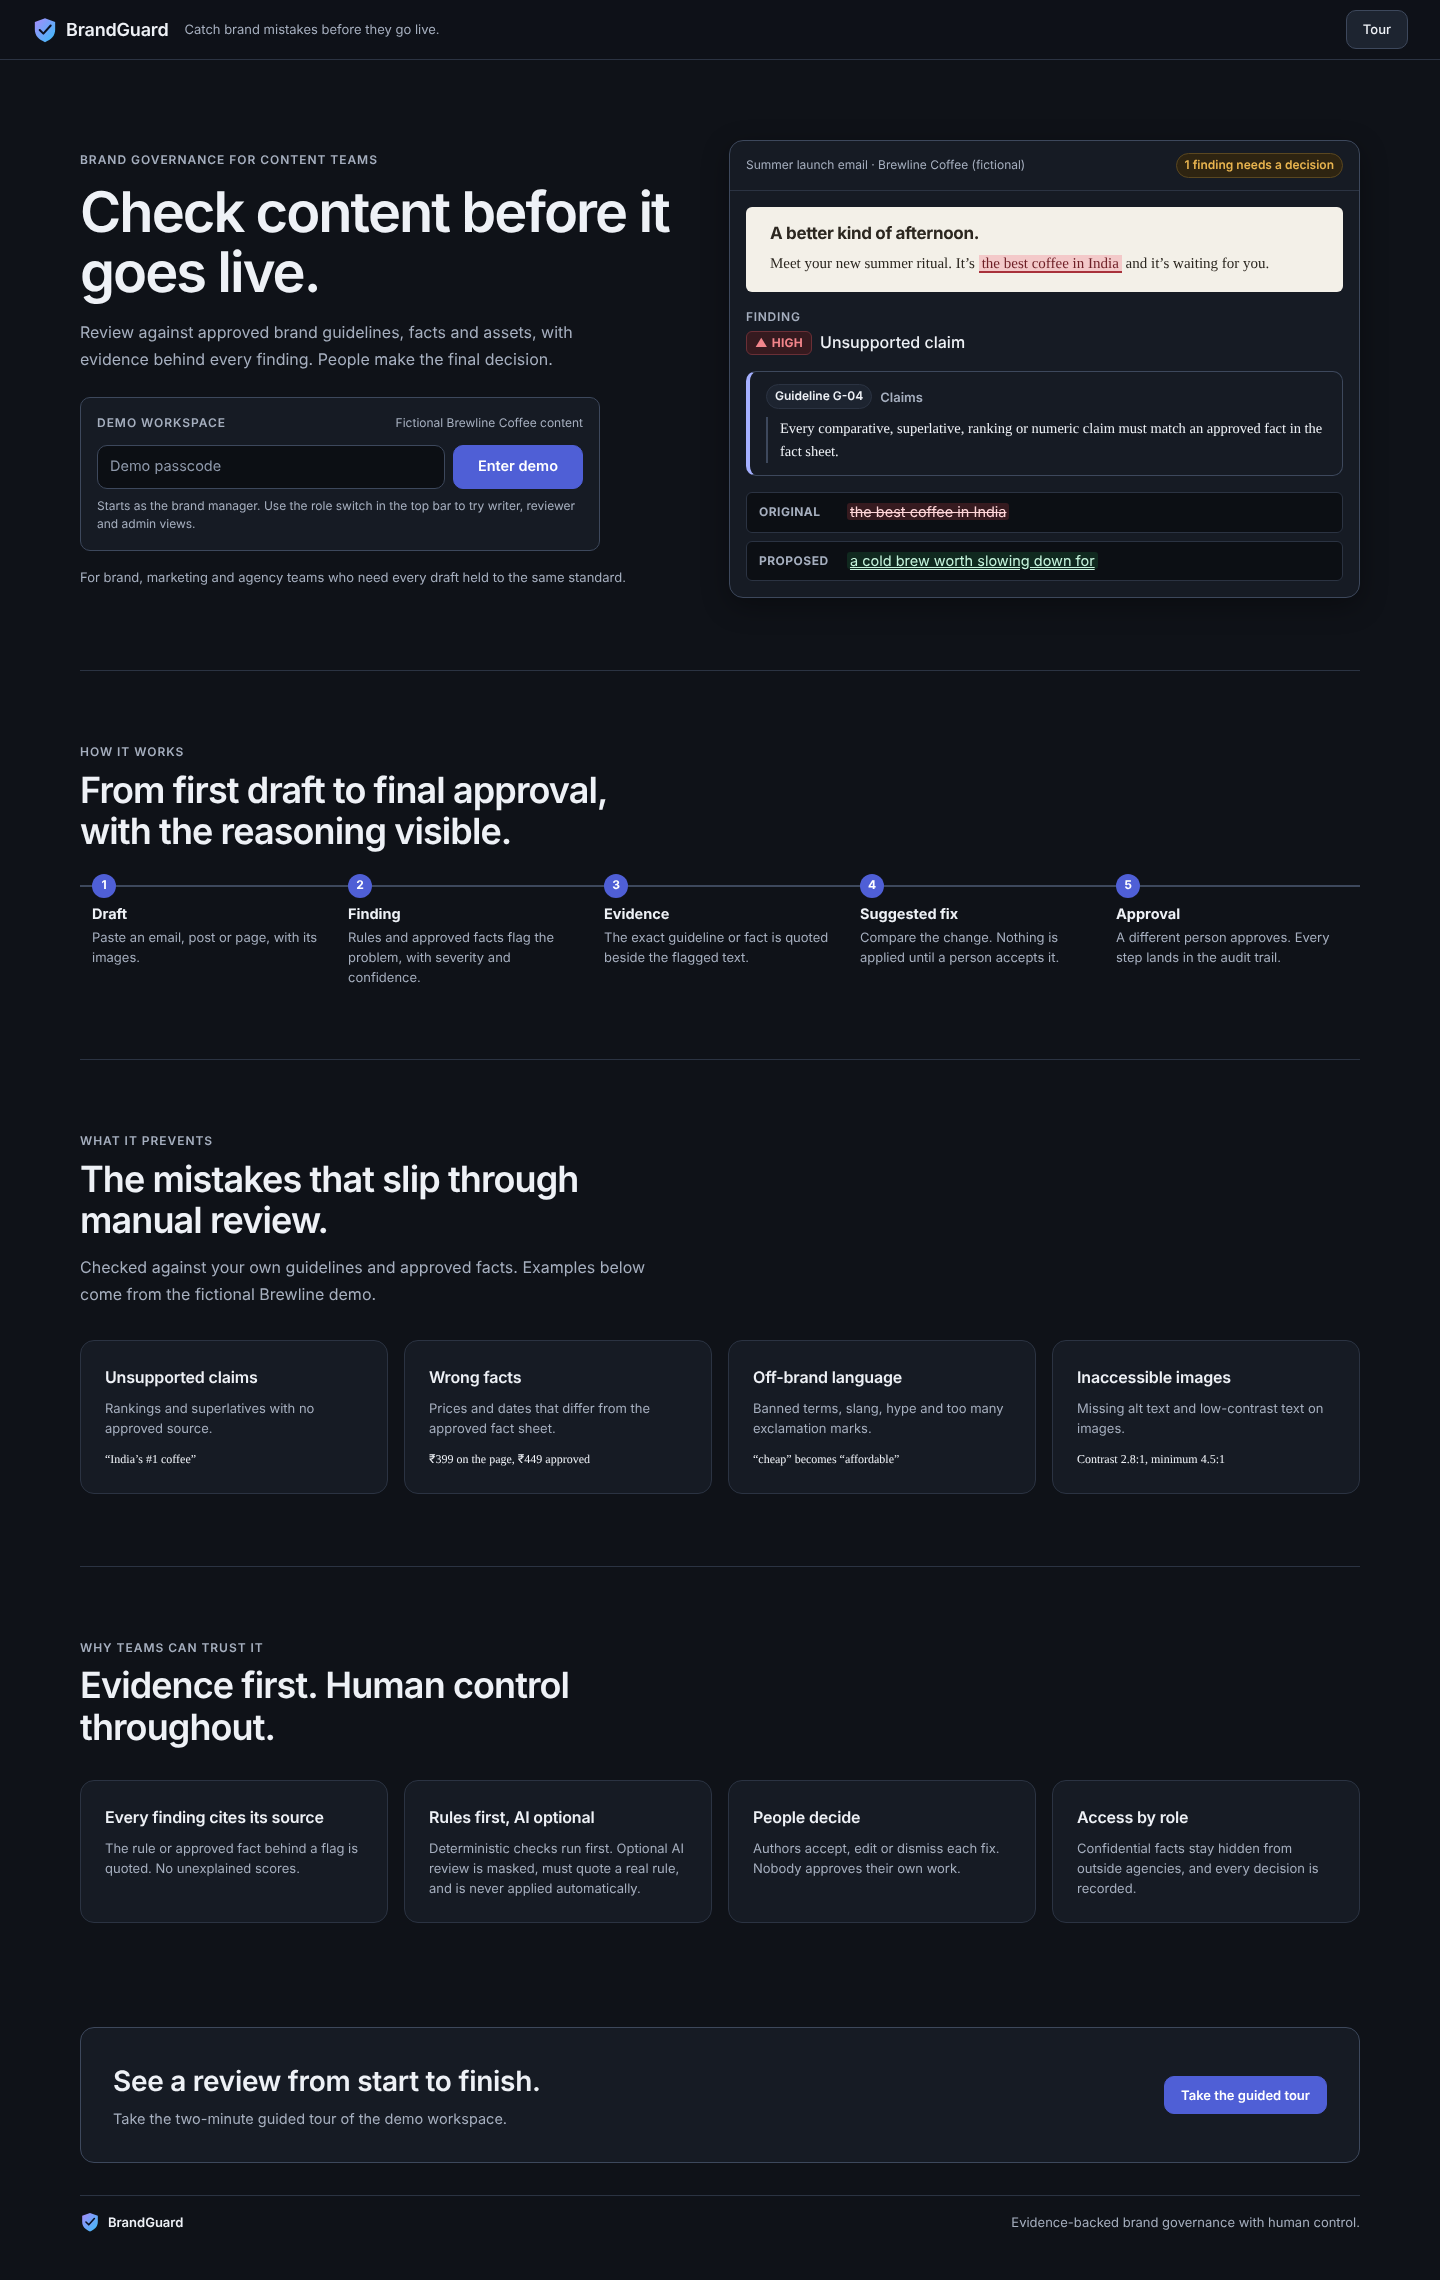 BrandGuard
Catch brand mistakes before they go live.
Tour
BRAND GOVERNANCE FOR CONTENT TEAMS
Check content before it
goes live.
Review against approved brand guidelines, facts and assets, with
evidence behind every finding. People make the final decision.
DEMO WORKSPACE
Fictional Brewline Coffee content
Demo passcode
Enter demo
Starts as the brand manager. Use the role switch in the top bar to try writer, reviewer
and admin views.
For brand, marketing and agency teams who need every draft held to the same standard.
Summer launch email · Brewline Coffee (fictional)
1 finding needs a decision
A better kind of afternoon.
Meet your new summer ritual. It’s the best coffee in India and it’s waiting for you.
FINDING
▲ HIGH Unsupported claim
Guideline G-04 Claims
Every comparative, superlative, ranking or numeric claim must match an approved fact in the
fact sheet.
ORIGINAL the best coffee in India
PROPOSED a cold brew worth slowing down for
HOW IT WORKS
From first draft to final approval,
with the reasoning visible.
1
Draft
Paste an email, post or page, with its
images.
2
Finding
Rules and approved facts flag the
problem, with severity and
confidence.
3
Evidence
The exact guideline or fact is quoted
beside the flagged text.
4
Suggested fix
Compare the change. Nothing is
applied until a person accepts it.
5
Approval
A different person approves. Every
step lands in the audit trail.
WHAT IT PREVENTS
The mistakes that slip through
manual review.
Checked against your own guidelines and approved facts. Examples below
come from the fictional Brewline demo.
Unsupported claims
Rankings and superlatives with no
approved source.
“India’s #1 coffee”
Wrong facts
Prices and dates that differ from the
approved fact sheet.
₹399 on the page, ₹449 approved
Off-brand language
Banned terms, slang, hype and too many
exclamation marks.
“cheap” becomes “affordable”
Inaccessible images
Missing alt text and low-contrast text on
images.
Contrast 2.8:1, minimum 4.5:1
WHY TEAMS CAN TRUST IT
Evidence first. Human control
throughout.
Every finding cites its source
The rule or approved fact behind a flag is
quoted. No unexplained scores.
Rules first, AI optional
Deterministic checks run first. Optional AI
review is masked, must quote a real rule,
and is never applied automatically.
People decide
Authors accept, edit or dismiss each fix.
Nobody approves their own work.
Access by role
Confidential facts stay hidden from
outside agencies, and every decision is
recorded.
See a review from start to finish.
Take the two-minute guided tour of the demo workspace.
Take the guided tour
BrandGuard
Evidence-backed brand governance with human control.